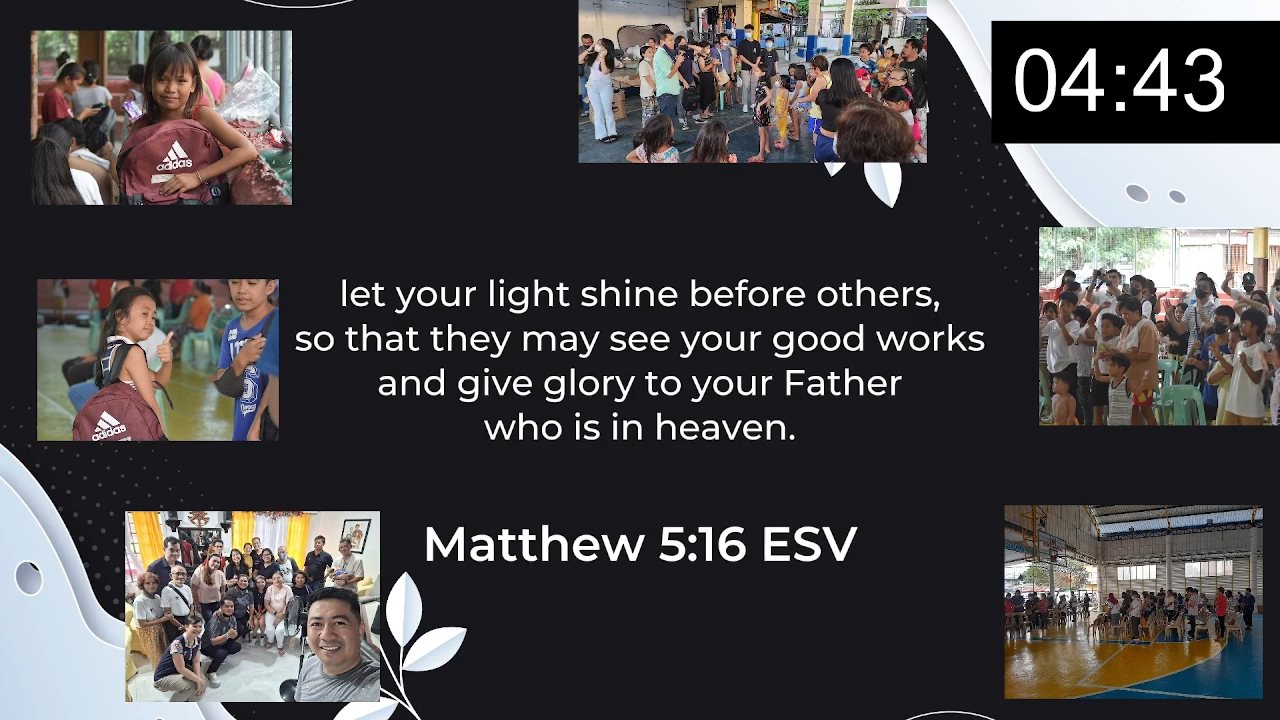 04:43
adidas
let your light shine before others,
so that they may see your good works
and give glory to your Father
who is in heaven.
adidas
Matthew 5:16 ESV